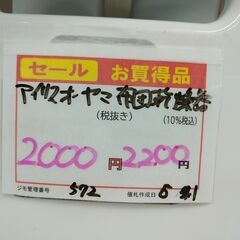 セール お買得品
アイリスオーヤマ 布団乾燥機
(税抜き) (10%税込)
2000円 2200円
ジモ管理番号 572 値札作成日 6